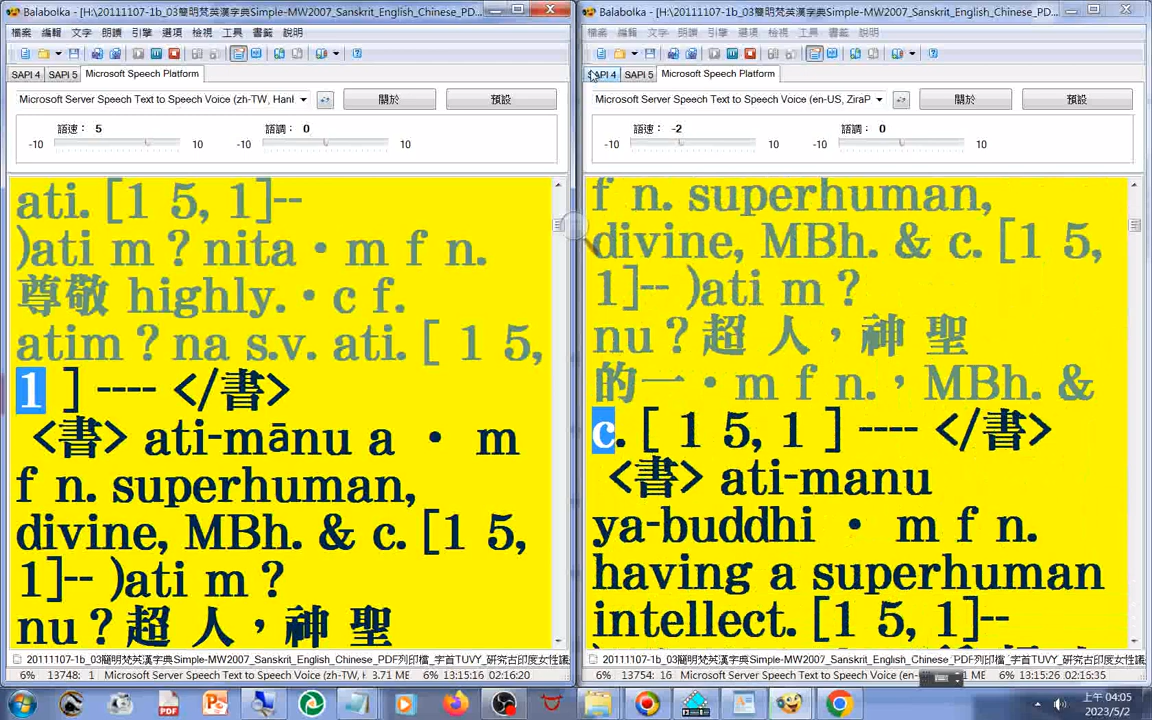 Balabolka - [H:\20111107-1b_03簡明梵英漢字典Simple-MW2007_Sanskrit_English_Chinese_PD...
檔案 編輯 文字 朗讀 引擎 選項 檢視 工具 書籤 說明
SAPI 4 SAPI 5 Microsoft Speech Platform
Microsoft Server Speech Text to Speech Voice (zh-TW, HanI
關於 預設
語速： 5 語調： 0
-10 10 -10 10
ati. [1 5, 1]--
)ati m？nita・m f n.
尊敬 highly.・c f.
atim？na s.v. ati. [ 1 5,
1 ] ---- </書>
<書> ati-mānu a ・ m
f n. superhuman,
divine, MBh. & c. [1 5,
1]-- )ati m？
nu？超 人，神 聖
20111107-1b_03簡明梵英漢字典Simple-MW2007_Sanskrit_English_Chinese_PDF列印檔_字首TUVY_研究古印度女性議
6% 13748: 1 Microsoft Server Speech Text to Speech Voice (zh-TW, I 3.71 ME 6% 13:15:16 02:16:20
Balabolka - [H:\20111107-1b_03簡明梵英漢字典Simple-MW2007_Sanskrit_English_Chinese_PD...
檔案 編輯 文字 朗讀 引擎 選項 檢視 工具 書籤 說明
SAPI 4 SAPI 5 Microsoft Speech Platform
Microsoft Server Speech Text to Speech Voice (en-US, ZiraP
關於 預設
語速： -2 語調： 0
-10 10 -10 10
f n. superhuman,
divine, MBh. & c. [1 5,
1]-- )ati m？
nu？超 人，神 聖
的一・m f n.，MBh. &
c. [ 1 5, 1 ] ---- </書>
<書> ati-manu
ya-buddhi ・ m f n.
having a superhuman
intellect. [1 5, 1]--
20111107-1b_03簡明梵英漢字典Simple-MW2007_Sanskrit_English_Chinese_PDF列印檔_字首TUVY_研究古印度女性議
6% 13754: 16 Microsoft Server Speech Text to Speech Voice (en- ME 6% 13:15:26 02:16:35
上午 04:05
2023/5/2